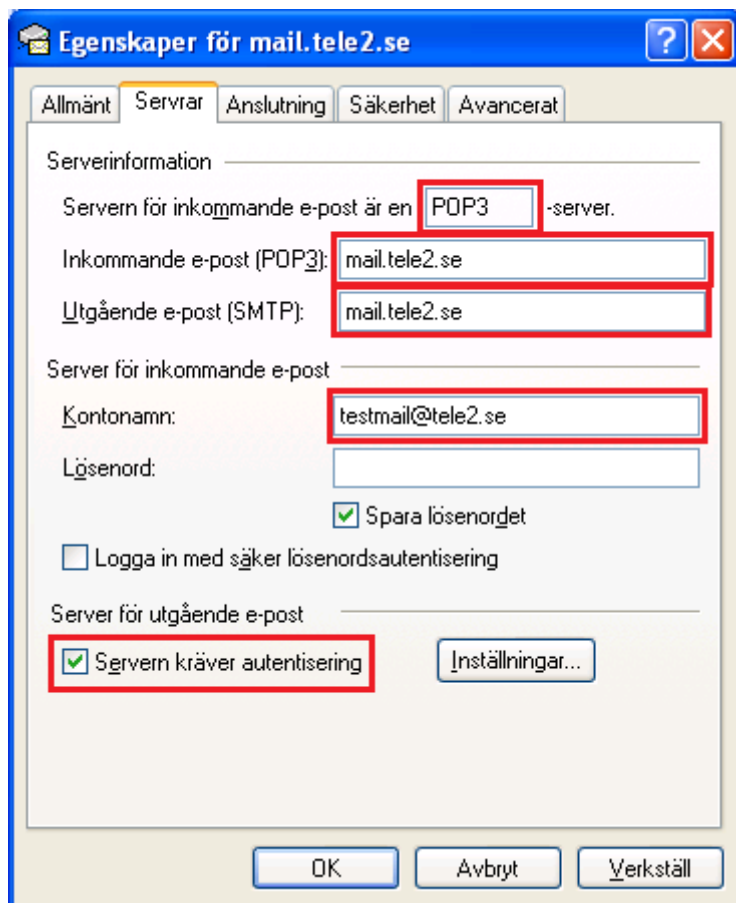 Egenskaper för mail.tele2.se
?
Allmänt Servrar Anslutning Säkerhet Avancerat
Serverinformation
Servern för inkommande e-post är en POP3 -server.
Inkommande e-post (POP3): mail.tele2.se
Utgående e-post (SMTP): mail.tele2.se
Server för inkommande e-post
Kontonamn: testmail@tele2.se
Lösenord:
Spara lösenordet
Logga in med säker lösenordsautentisering
Server för utgående e-post
Servern kräver autentisering Inställningar...
OK Avbryt Verkställ